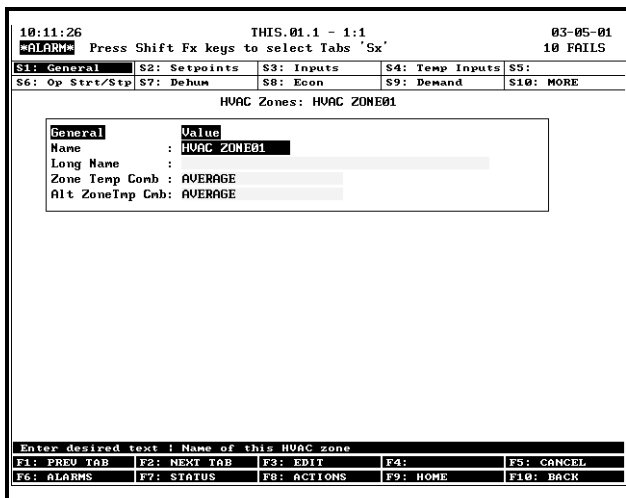 10:11:26 THIS.01.1 - 1:1 03-05-01
*ALARM* Press Shift Fx keys to select Tabs 'Sx' 10 FAILS
S1: General S2: Setpoints S3: Inputs S4: Temp Inputs S5:
S6: Op Strt/Stp S7: Dehum S8: Econ S9: Demand S10: MORE
HVAC Zones: HVAC ZONE01
General Value
Name : HVAC ZONE01
Long Name :
Zone Temp Comb : AVERAGE
Alt ZoneTmp Cmb: AVERAGE
Enter desired text ¦ Name of this HVAC zone
F1: PREV TAB F2: NEXT TAB F3: EDIT F4: F5: CANCEL
F6: ALARMS F7: STATUS F8: ACTIONS F9: HOME F10: BACK